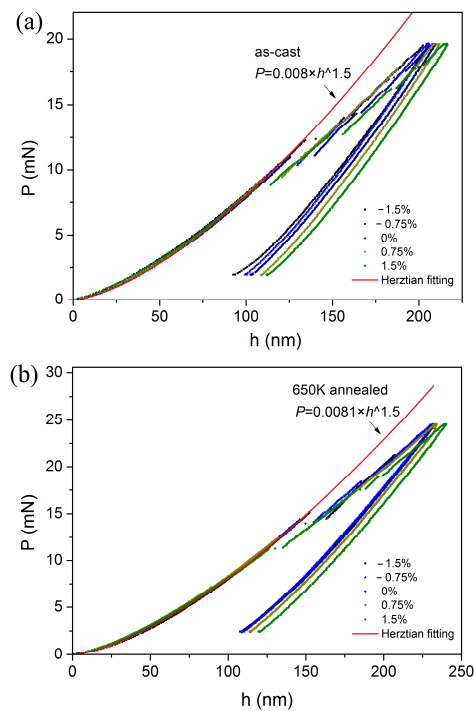 (a)
as-cast
P=0.008×h^1.5
20
15
10
5
0
P (mN)
−1.5%
−0.75%
0%
0.75%
1.5%
Herztian fitting
0
50
100
150
200
h (nm)
(b)
30
650K annealed
P=0.0081×h^1.5
25
20
15
10
5
0
P (mN)
−1.5%
−0.75%
0%
0.75%
1.5%
Herztian fitting
0
50
100
150
200
250
h (nm)